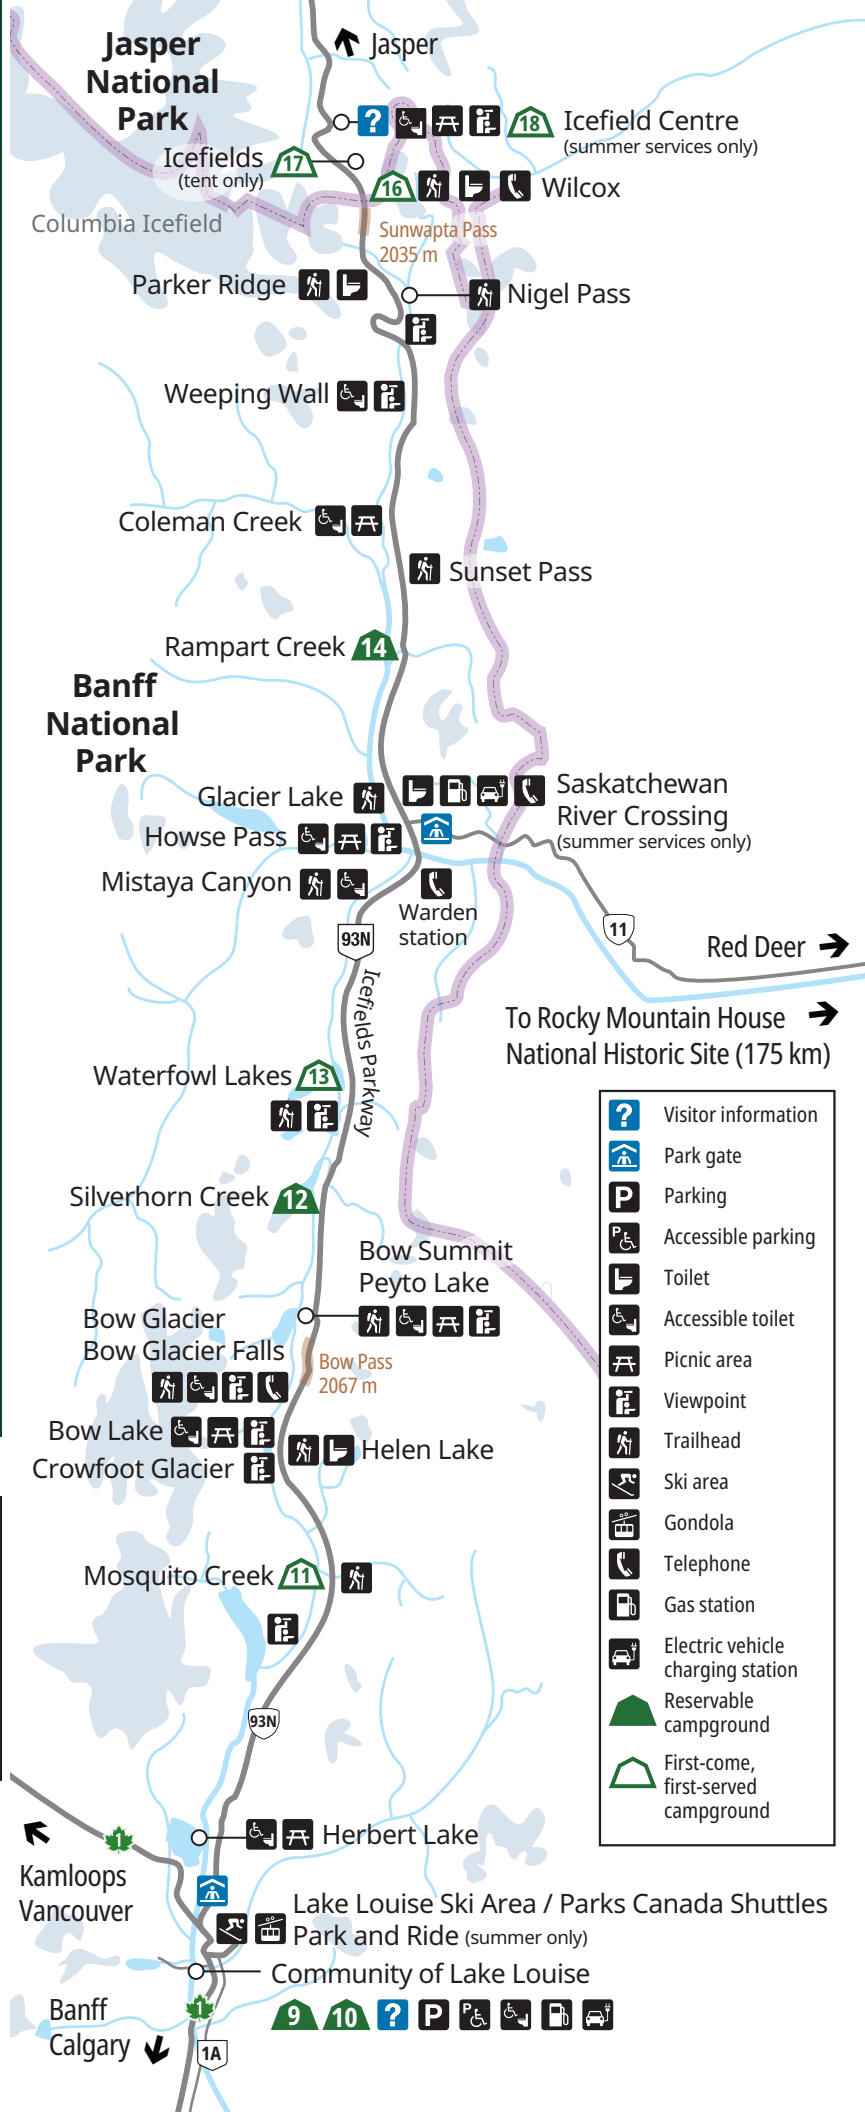 Jasper
National
Park
Jasper
?
18
Icefield Centre
(summer services only)
Icefields
(tent only)
17
16
Wilcox
Columbia Icefield
Sunwapta Pass
2035 m
Parker Ridge
Nigel Pass
Weeping Wall
Coleman Creek
Sunset Pass
Rampart Creek
14
Banff
National
Park
Glacier Lake
Saskatchewan
River Crossing
(summer services only)
Howse Pass
Mistaya Canyon
Warden
station
93N
11
Red Deer
Icefields Parkway
To Rocky Mountain House
National Historic Site (175 km)
Waterfowl Lakes
13
Silverhorn Creek
12
Bow Summit
Peyto Lake
Bow Glacier
Bow Glacier Falls
Bow Pass
2067 m
Bow Lake
Helen Lake
Crowfoot Glacier
Mosquito Creek
11
93N
?
Visitor information
Park gate
P
Parking
P
Accessible parking
Toilet
Accessible toilet
Picnic area
Viewpoint
Trailhead
Ski area
Gondola
Telephone
Gas station
Electric vehicle
charging station
Reservable
campground
First-come,
first-served
campground
Herbert Lake
1
Kamloops
Vancouver
Lake Louise Ski Area / Parks Canada Shuttles
Park and Ride (summer only)
Community of Lake Louise
9
10
?
P
P
1
Banff
Calgary
1A